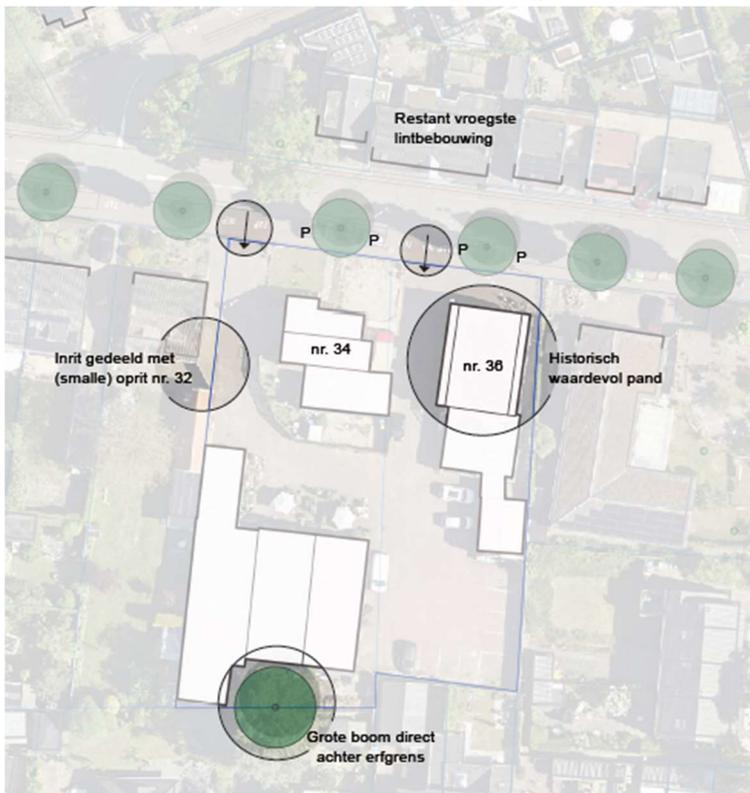 Restant vroegste
lintbebouwing
P
P
P
P
nr. 34
Inrit gedeeld met
(smalle) oprit nr. 32
nr. 36
Historisch
waardevol pand
Grote boom direct
achter erfgrens